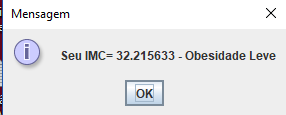 Mensagem
Seu IMC= 32.215633 - Obesidade Leve
OK